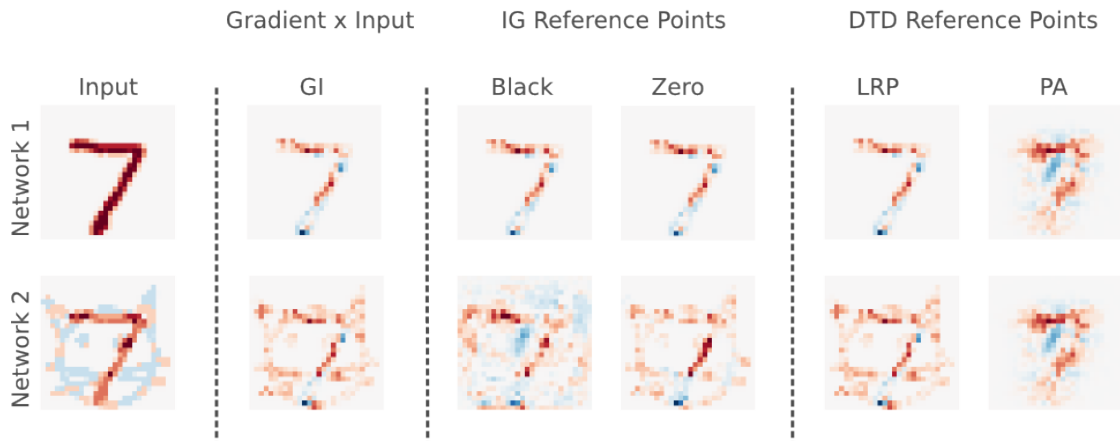 Gradient x Input IG Reference Points DTD Reference Points
Input GI Black Zero LRP PA
Network 1
Network 2